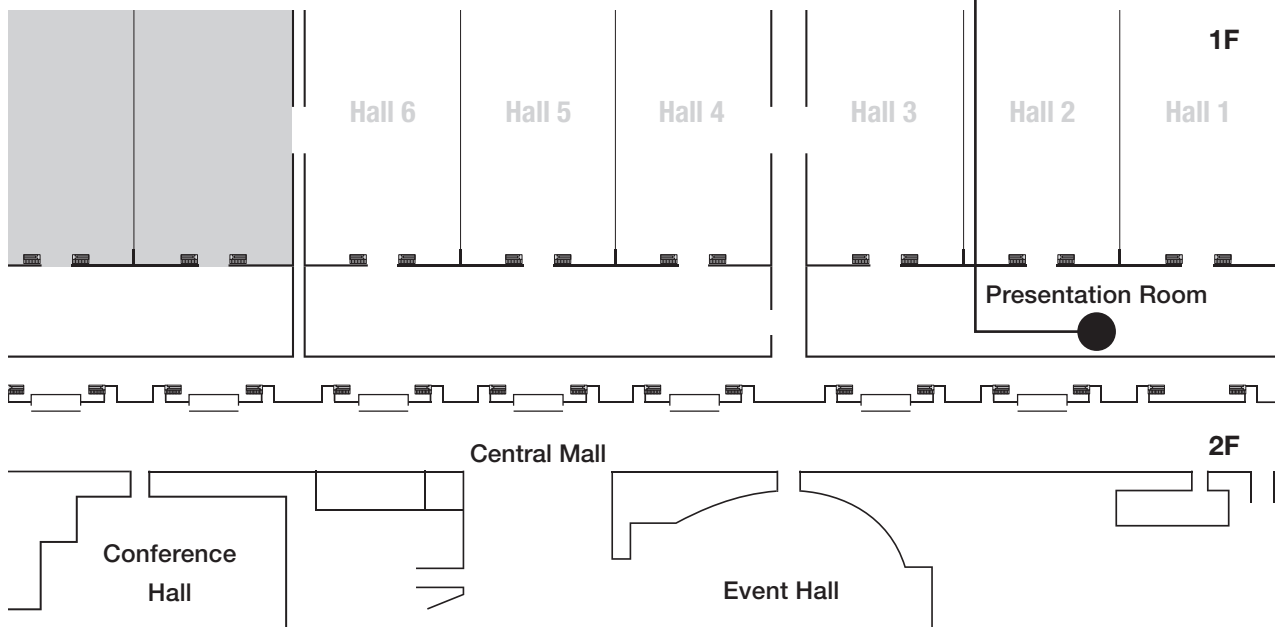 1F
Hall 6
Hall 5
Hall 4
Hall 3
Hall 2
Hall 1
Presentation Room
2F
Central Mall
Conference
Hall
Event Hall